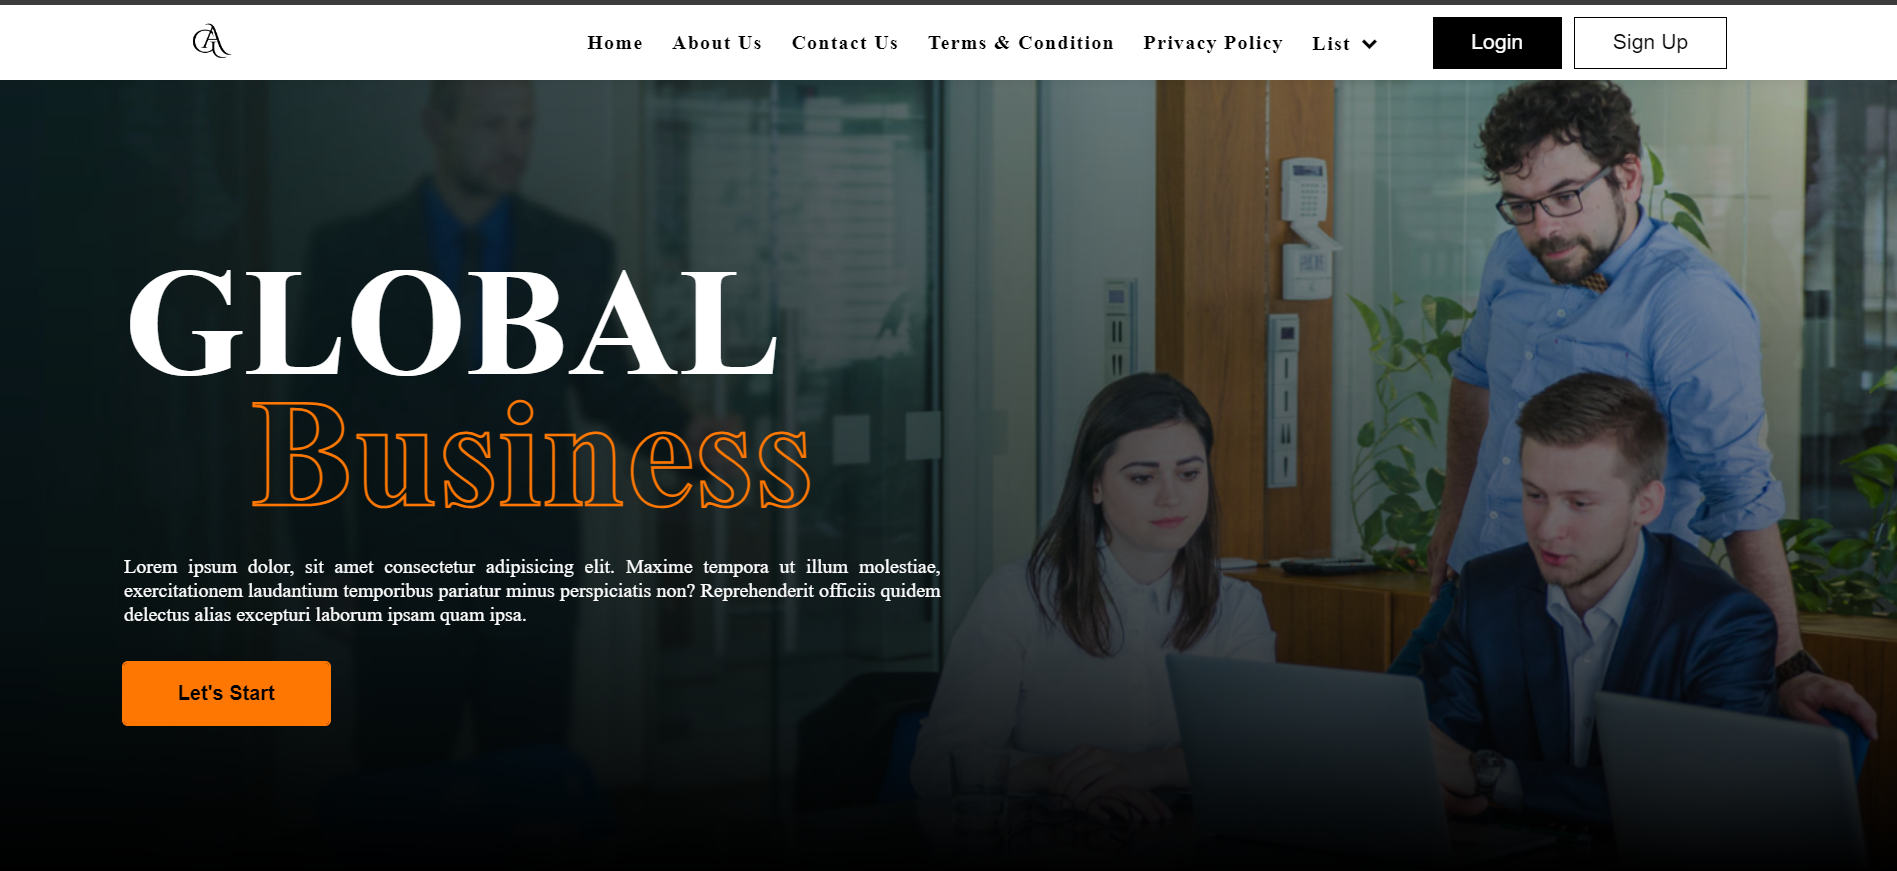 Home About Us Contact Us Terms & Condition Privacy Policy List Login Sign Up
GLOBAL
Business
Lorem ipsum dolor, sit amet consectetur adipisicing elit. Maxime tempora ut illum molestiae,
exercitationem laudantium temporibus pariatur minus perspiciatis non? Reprehenderit officiis quidem
delectus alias excepturi laborum ipsam quam ipsa.
Let's Start